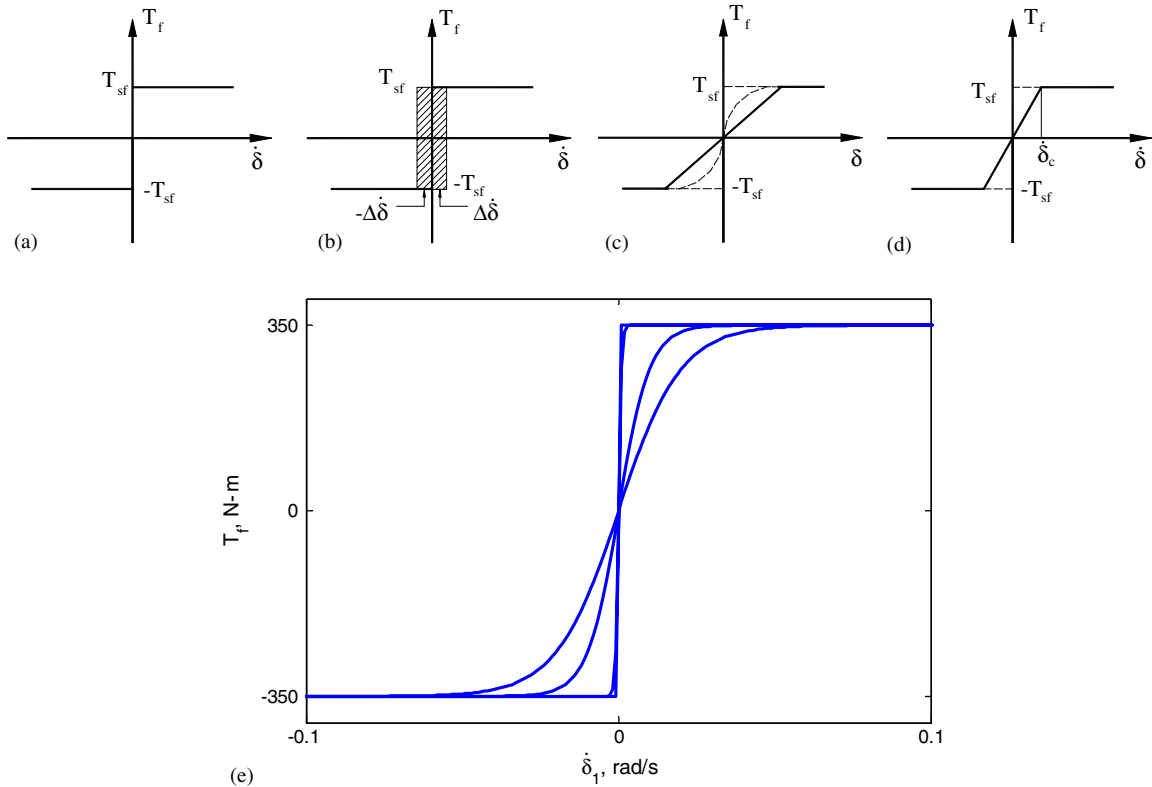 T_f
T_sf
δ̇
-T_sf
(a)
T_f
T_sf
δ̇
-T_sf
-Δδ̇
Δδ̇
(b)
T_f
T_sf
δ
-T_sf
(c)
T_f
T_sf
δ̇_c
δ̇
-T_sf
(d)
350
0
-350
T_f, N-m
-0.1
0
0.1
δ̇_1, rad/s
(e)